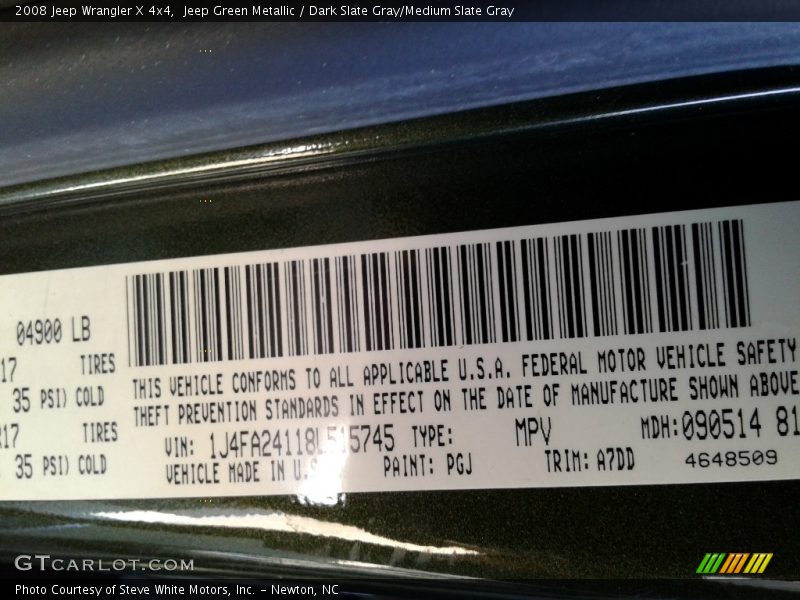 2008 Jeep Wrangler X 4x4, Jeep Green Metallic / Dark Slate Gray/Medium Slate Gray
04900 LB
17 TIRES
35 PSI) COLD
R17 TIRES
35 PSI) COLD
THIS VEHICLE CONFORMS TO ALL APPLICABLE U.S.A. FEDERAL MOTOR VEHICLE SAFETY
THEFT PREVENTION STANDARDS IN EFFECT ON THE DATE OF MANUFACTURE SHOWN ABOVE
VIN: 1J4FA24118L515745 TYPE: MPV MDH:090514 81
VEHICLE MADE IN U.S PAINT: PGJ TRIM: A7DD 4648509
GTCARLOT.COM
Photo Courtesy of Steve White Motors, Inc. – Newton, NC